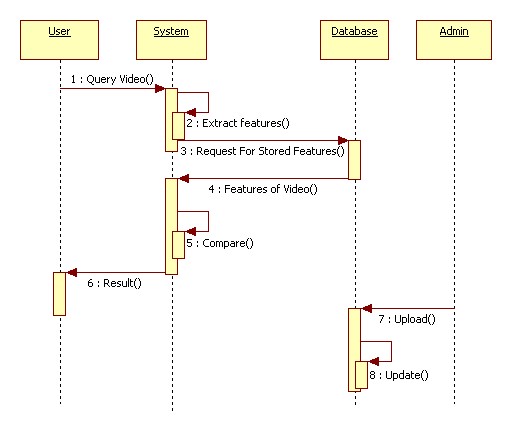 User
System
Database
Admin
1 : Query Video()
2 : Extract features()
3 : Request For Stored Features()
4 : Features of Video()
5 : Compare()
6 : Result()
7 : Upload()
8 : Update()